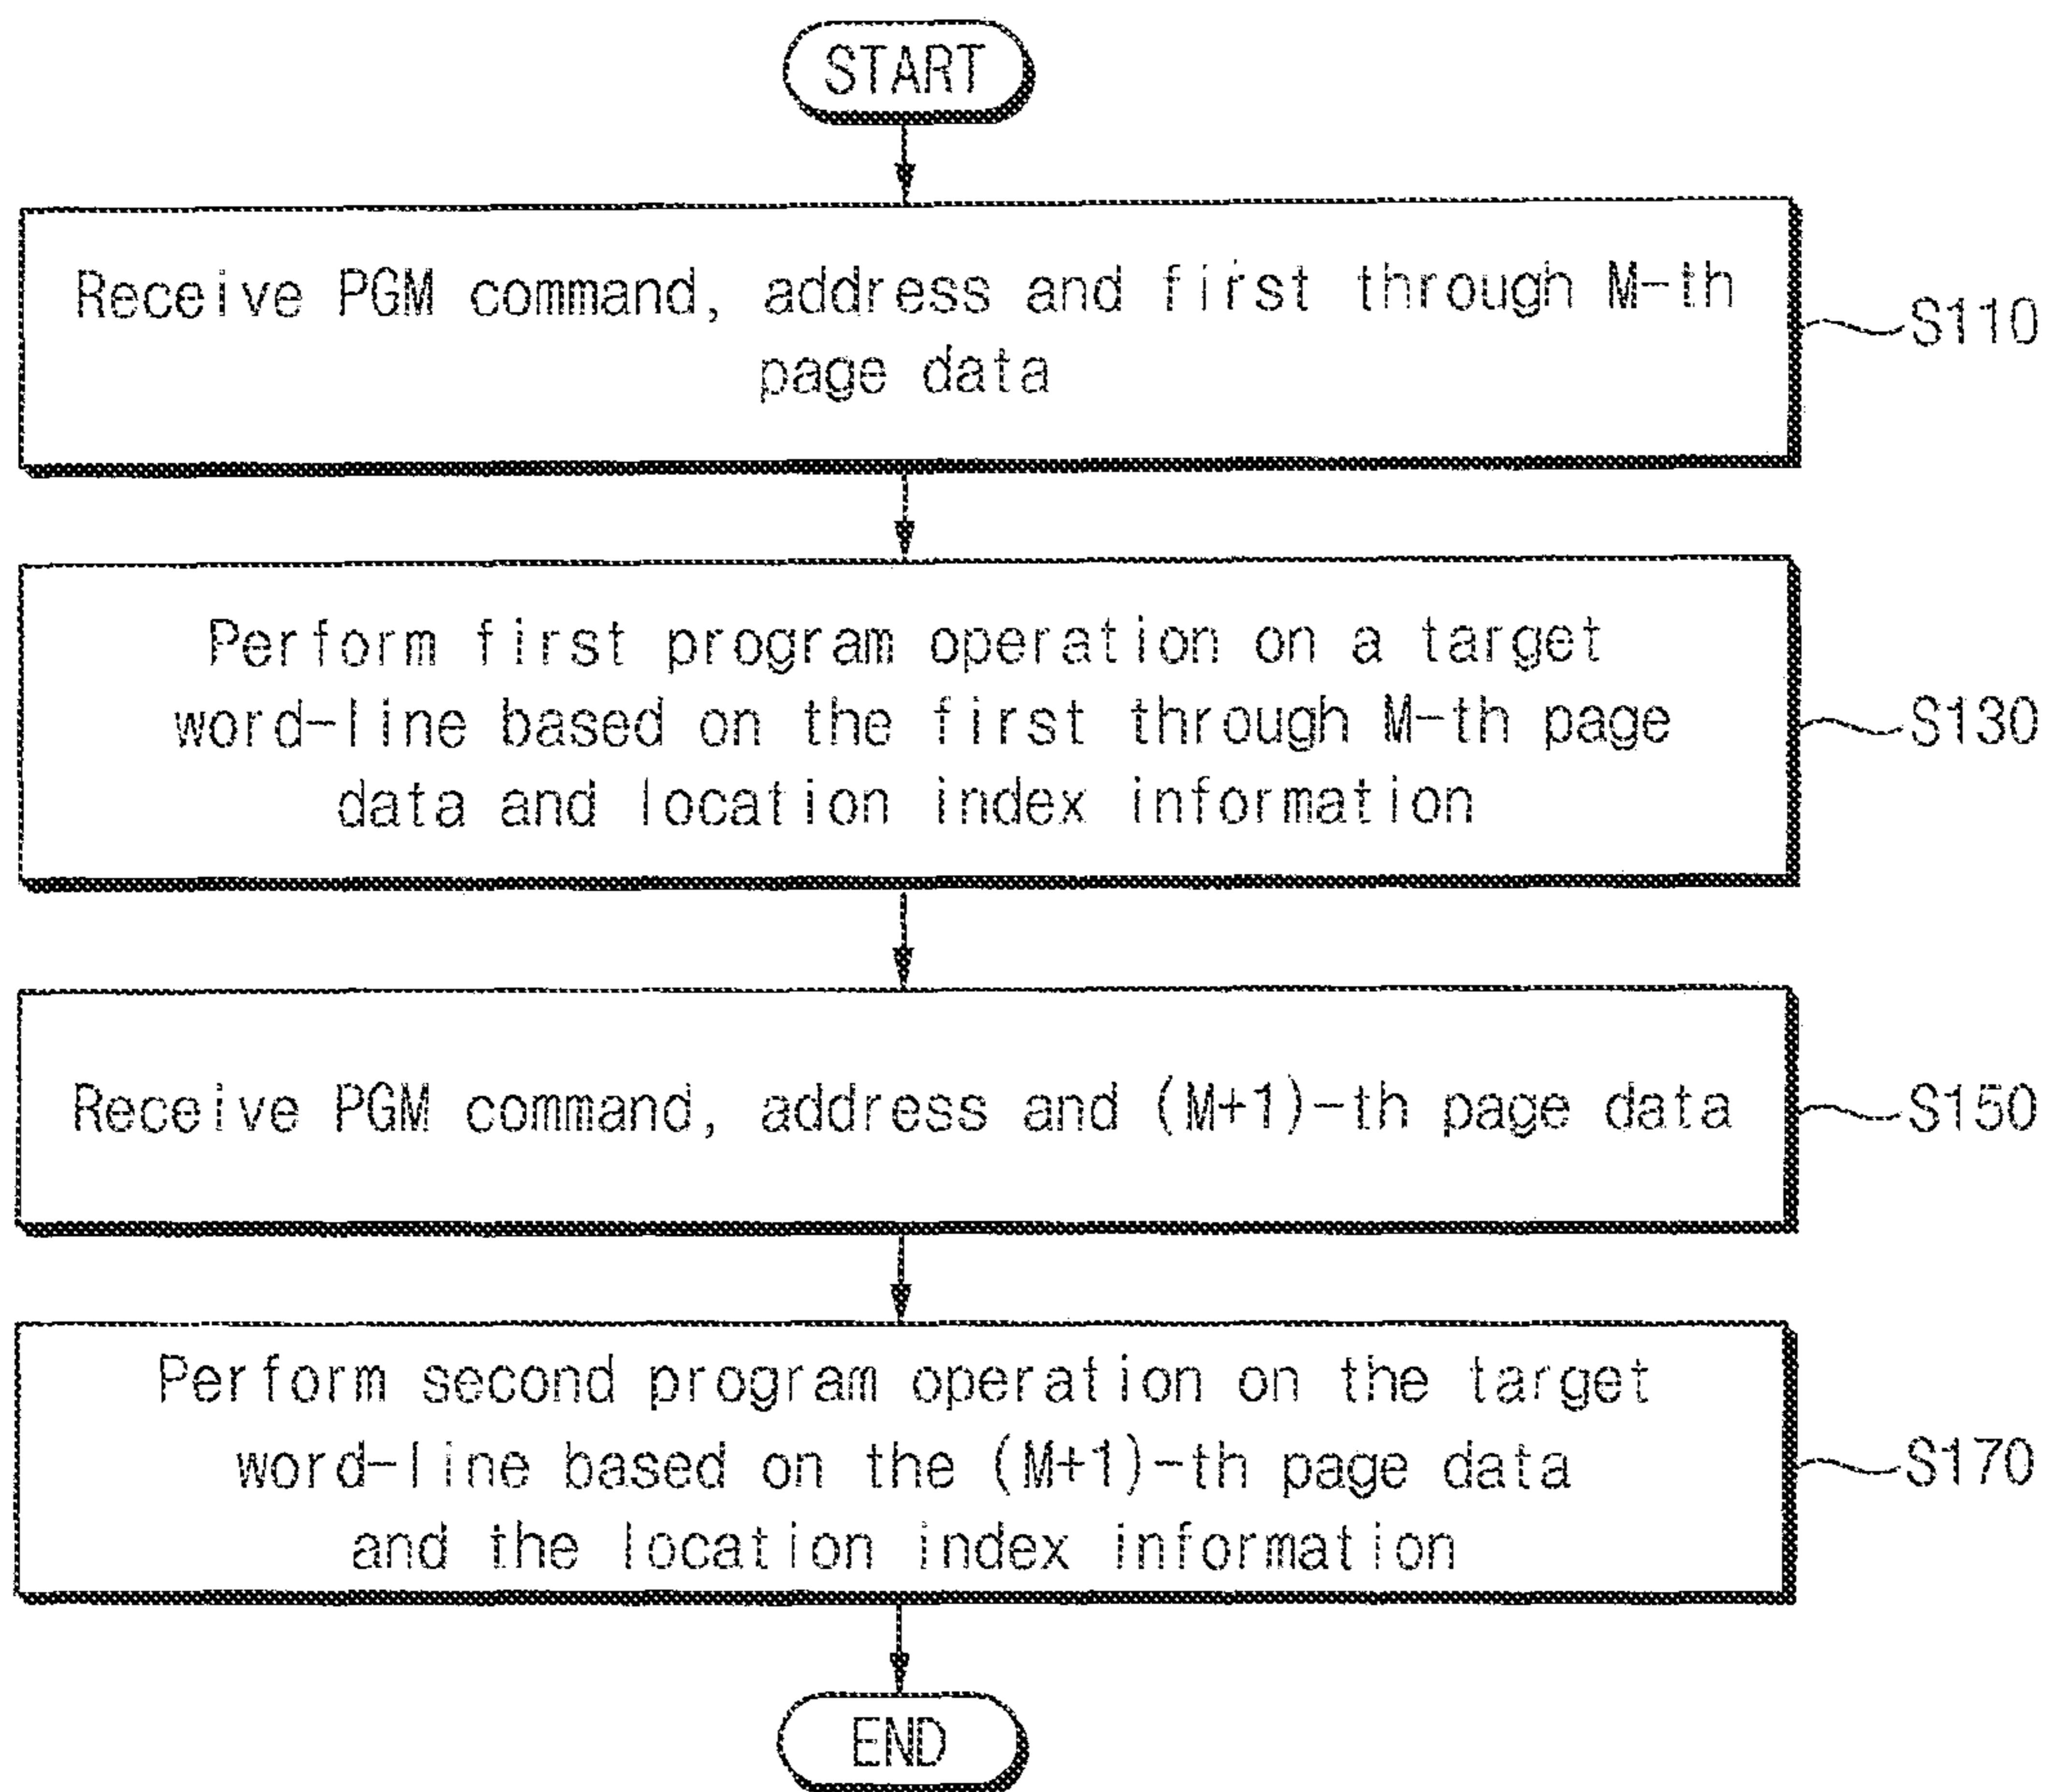 START
Receive PGM command, address and first through M-th
page data
S110
Perform first program operation on a target
word-line based on the first through M-th page
data and location index information
S130
Receive PGM command, address and (M+1)-th page data
S150
Perform second program operation on the target
word-line based on the (M+1)-th page data
and the location index information
S170
END